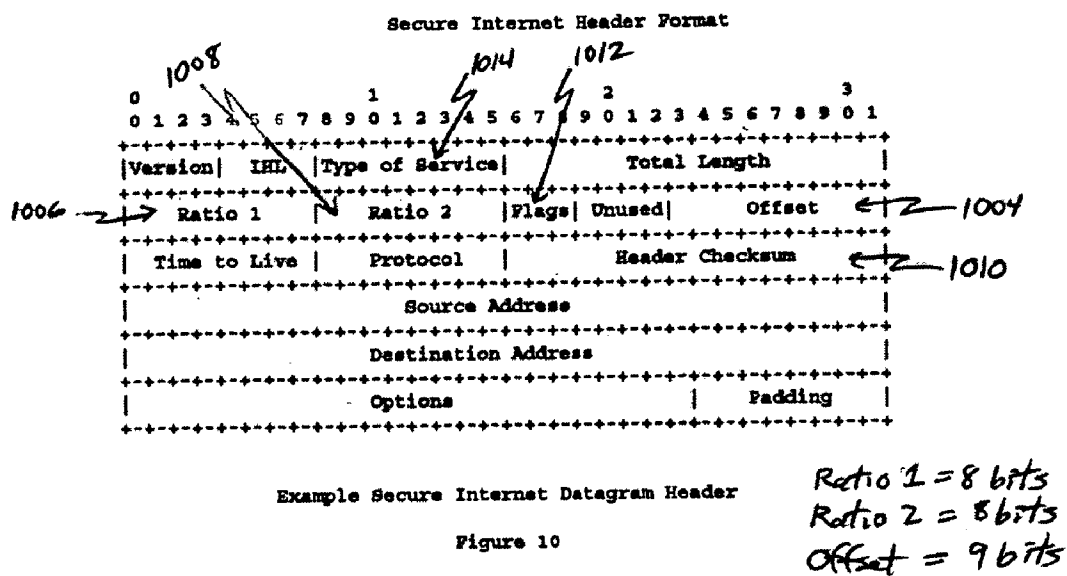 Secure Internet Header Format
1008
1014
1012
0 1 2 3
0 1 2 3 4 5 6 7 8 9 0 1 2 3 4 5 6 7 8 9 0 1 2 3 4 5 6 7 8 9 0 1
+-+-+-+-+-+-+-+-+-+-+-+-+-+-+-+-+-+-+-+-+-+-+-+-+-+-+-+-+-+-+-+-+
|Version| IHL |Type of Service| Total Length |
+-+-+-+-+-+-+-+-+-+-+-+-+-+-+-+-+-+-+-+-+-+-+-+-+-+-+-+-+-+-+-+-+
1006 | Ratio 1 | Ratio 2 |Flags| Unused| Offset | 1004
+-+-+-+-+-+-+-+-+-+-+-+-+-+-+-+-+-+-+-+-+-+-+-+-+-+-+-+-+-+-+-+-+
| Time to Live | Protocol | Header Checksum | 1010
+-+-+-+-+-+-+-+-+-+-+-+-+-+-+-+-+-+-+-+-+-+-+-+-+-+-+-+-+-+-+-+-+
| Source Address |
+-+-+-+-+-+-+-+-+-+-+-+-+-+-+-+-+-+-+-+-+-+-+-+-+-+-+-+-+-+-+-+-+
| Destination Address |
+-+-+-+-+-+-+-+-+-+-+-+-+-+-+-+-+-+-+-+-+-+-+-+-+-+-+-+-+-+-+-+-+
| Options | Padding |
+-+-+-+-+-+-+-+-+-+-+-+-+-+-+-+-+-+-+-+-+-+-+-+-+-+-+-+-+-+-+-+-+
Example Secure Internet Datagram Header
Figure 10
Ratio 1 = 8 bits
Ratio 2 = 8 bits
Offset = 9 bits